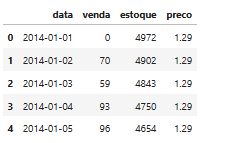 data venda estoque preco
0 2014-01-01 0 4972 1.29
1 2014-01-02 70 4902 1.29
2 2014-01-03 59 4843 1.29
3 2014-01-04 93 4750 1.29
4 2014-01-05 96 4654 1.29